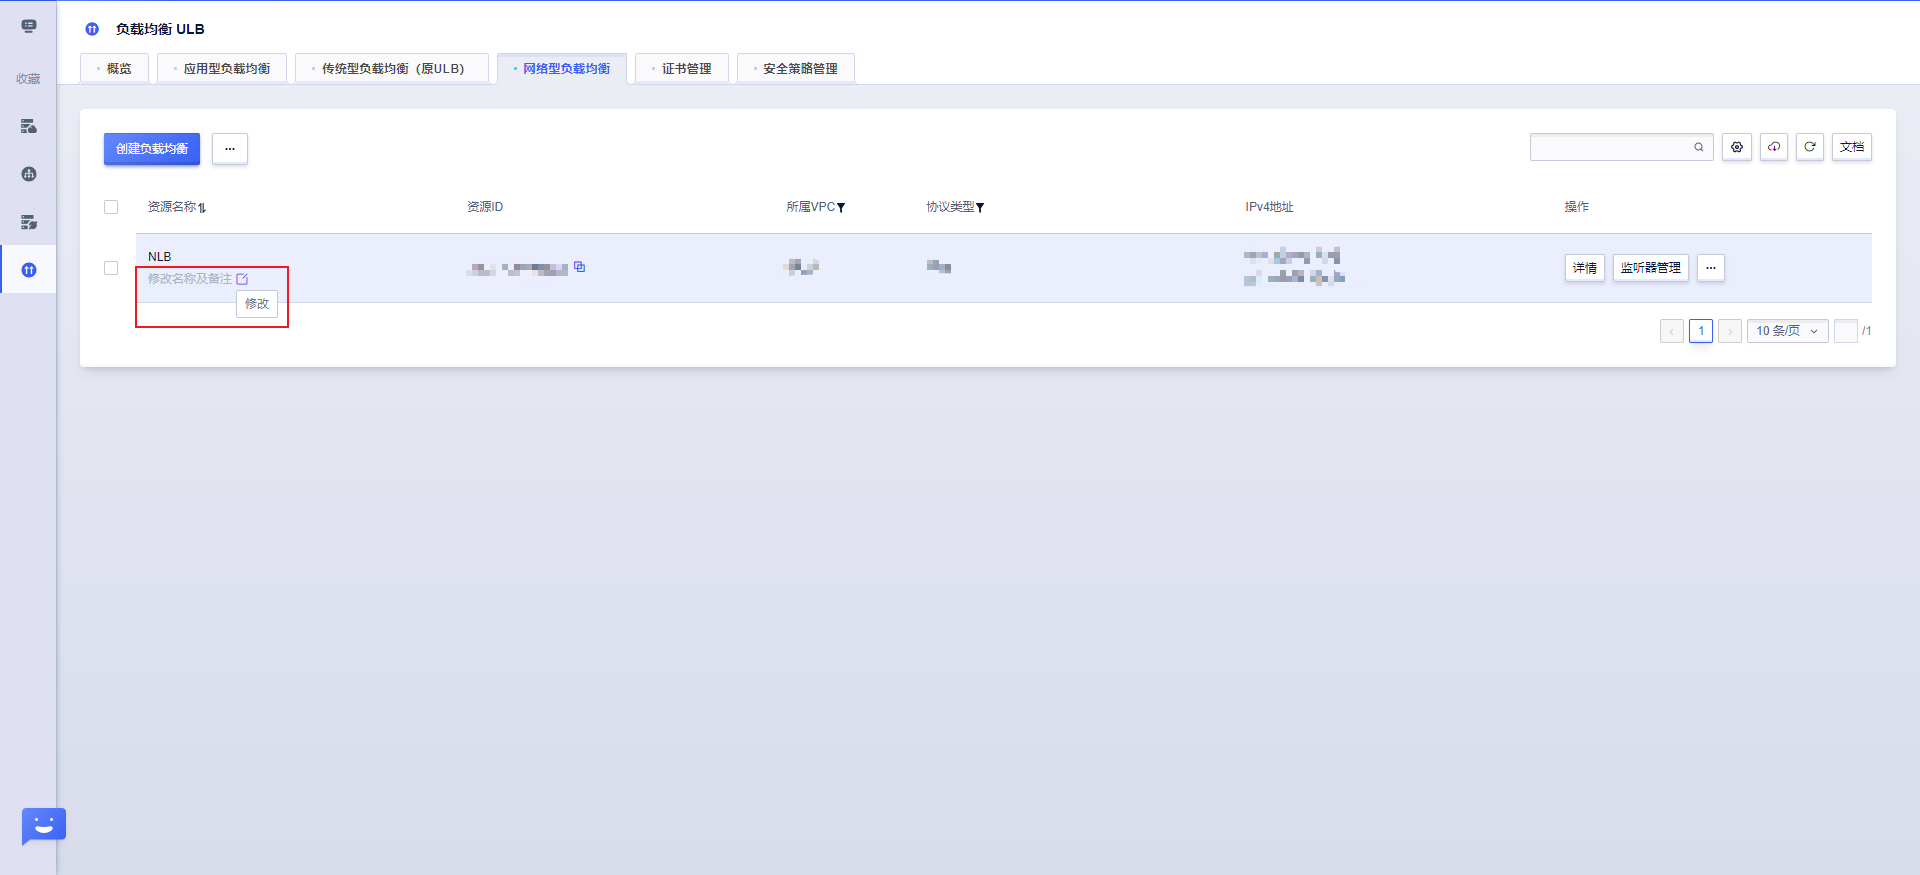 负载均衡 ULB
收藏
概览
应用型负载均衡
传统型负载均衡（原ULB）
网络型负载均衡
证书管理
安全策略管理
创建负载均衡
...
文档
资源名称
资源ID
所属VPC
协议类型
IPv4地址
操作
NLB
修改名称及备注
修改
详情
监听器管理
...
1
10 条/页
/1